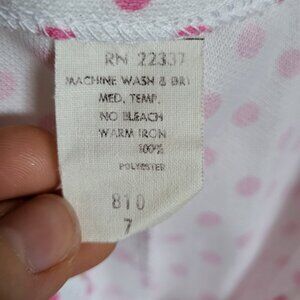 RN 22337
MACHINE WASH & DRY
MED. TEMP.
NO BLEACH
WARM IRON
100%
POLYESTER
810
7